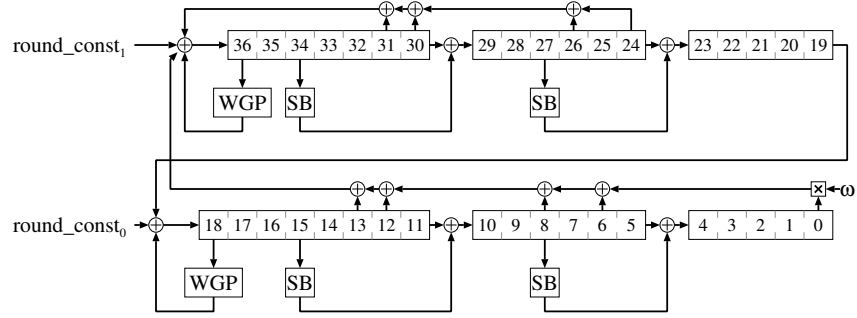 round_const₁ 36 35 34 33 32 31 30 29 28 27 26 25 24 23 22 21 20 19
WGP SB SB
ω
round_const₀ 18 17 16 15 14 13 12 11 10 9 8 7 6 5 4 3 2 1 0
WGP SB SB